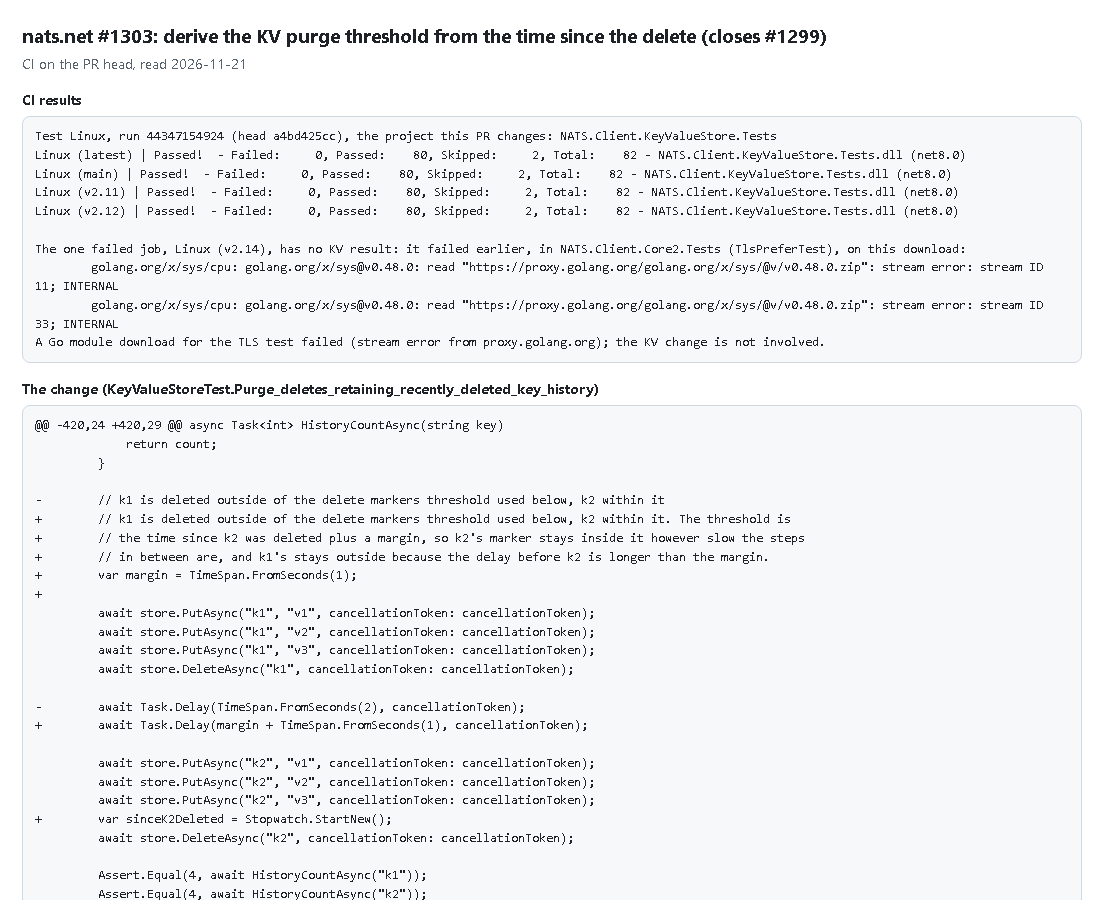 nats.net #1303: derive the KV purge threshold from the time since the delete (closes #1299)
CI on the PR head, read 2026-11-21
CI results
Test Linux, run 44347154924 (head a4bd425cc), the project this PR changes: NATS.Client.KeyValueStore.Tests
Linux (latest) | Passed!  - Failed:     0, Passed:    80, Skipped:     2, Total:    82 - NATS.Client.KeyValueStore.Tests.dll (net8.0)
Linux (main) | Passed!  - Failed:     0, Passed:    80, Skipped:     2, Total:    82 - NATS.Client.KeyValueStore.Tests.dll (net8.0)
Linux (v2.11) | Passed!  - Failed:     0, Passed:    80, Skipped:     2, Total:    82 - NATS.Client.KeyValueStore.Tests.dll (net8.0)
Linux (v2.12) | Passed!  - Failed:     0, Passed:    80, Skipped:     2, Total:    82 - NATS.Client.KeyValueStore.Tests.dll (net8.0)
The one failed job, Linux (v2.14), has no KV result: it failed earlier, in NATS.Client.Core2.Tests (TlsPreferTest), on this download:
golang.org/x/sys/cpu: golang.org/x/sys@v0.48.0: read "https://proxy.golang.org/golang.org/x/sys/@v/v0.48.0.zip": stream error: stream ID
11; INTERNAL
golang.org/x/sys/cpu: golang.org/x/sys@v0.48.0: read "https://proxy.golang.org/golang.org/x/sys/@v/v0.48.0.zip": stream error: stream ID
33; INTERNAL
A Go module download for the TLS test failed (stream error from proxy.golang.org); the KV change is not involved.
The change (KeyValueStoreTest.Purge_deletes_retaining_recently_deleted_key_history)
@@ -420,24 +420,29 @@ async Task<int> HistoryCountAsync(string key)
            return count;
        }
-        // k1 is deleted outside of the delete markers threshold used below, k2 within it
+        // k1 is deleted outside of the delete markers threshold used below, k2 within it. The threshold is
+        // the time since k2 was deleted plus a margin, so k2's marker stays inside it however slow the steps
+        // in between are, and k1's stays outside because the delay before k2 is longer than the margin.
+        var margin = TimeSpan.FromSeconds(1);
+
        await store.PutAsync("k1", "v1", cancellationToken: cancellationToken);
        await store.PutAsync("k1", "v2", cancellationToken: cancellationToken);
        await store.PutAsync("k1", "v3", cancellationToken: cancellationToken);
        await store.DeleteAsync("k1", cancellationToken: cancellationToken);
-        await Task.Delay(TimeSpan.FromSeconds(2), cancellationToken);
+        await Task.Delay(margin + TimeSpan.FromSeconds(1), cancellationToken);
        await store.PutAsync("k2", "v1", cancellationToken: cancellationToken);
        await store.PutAsync("k2", "v2", cancellationToken: cancellationToken);
        await store.PutAsync("k2", "v3", cancellationToken: cancellationToken);
+        var sinceK2Deleted = Stopwatch.StartNew();
        await store.DeleteAsync("k2", cancellationToken: cancellationToken);
        Assert.Equal(4, await HistoryCountAsync("k1"));
        Assert.Equal(4, await HistoryCountAsync("k2"));